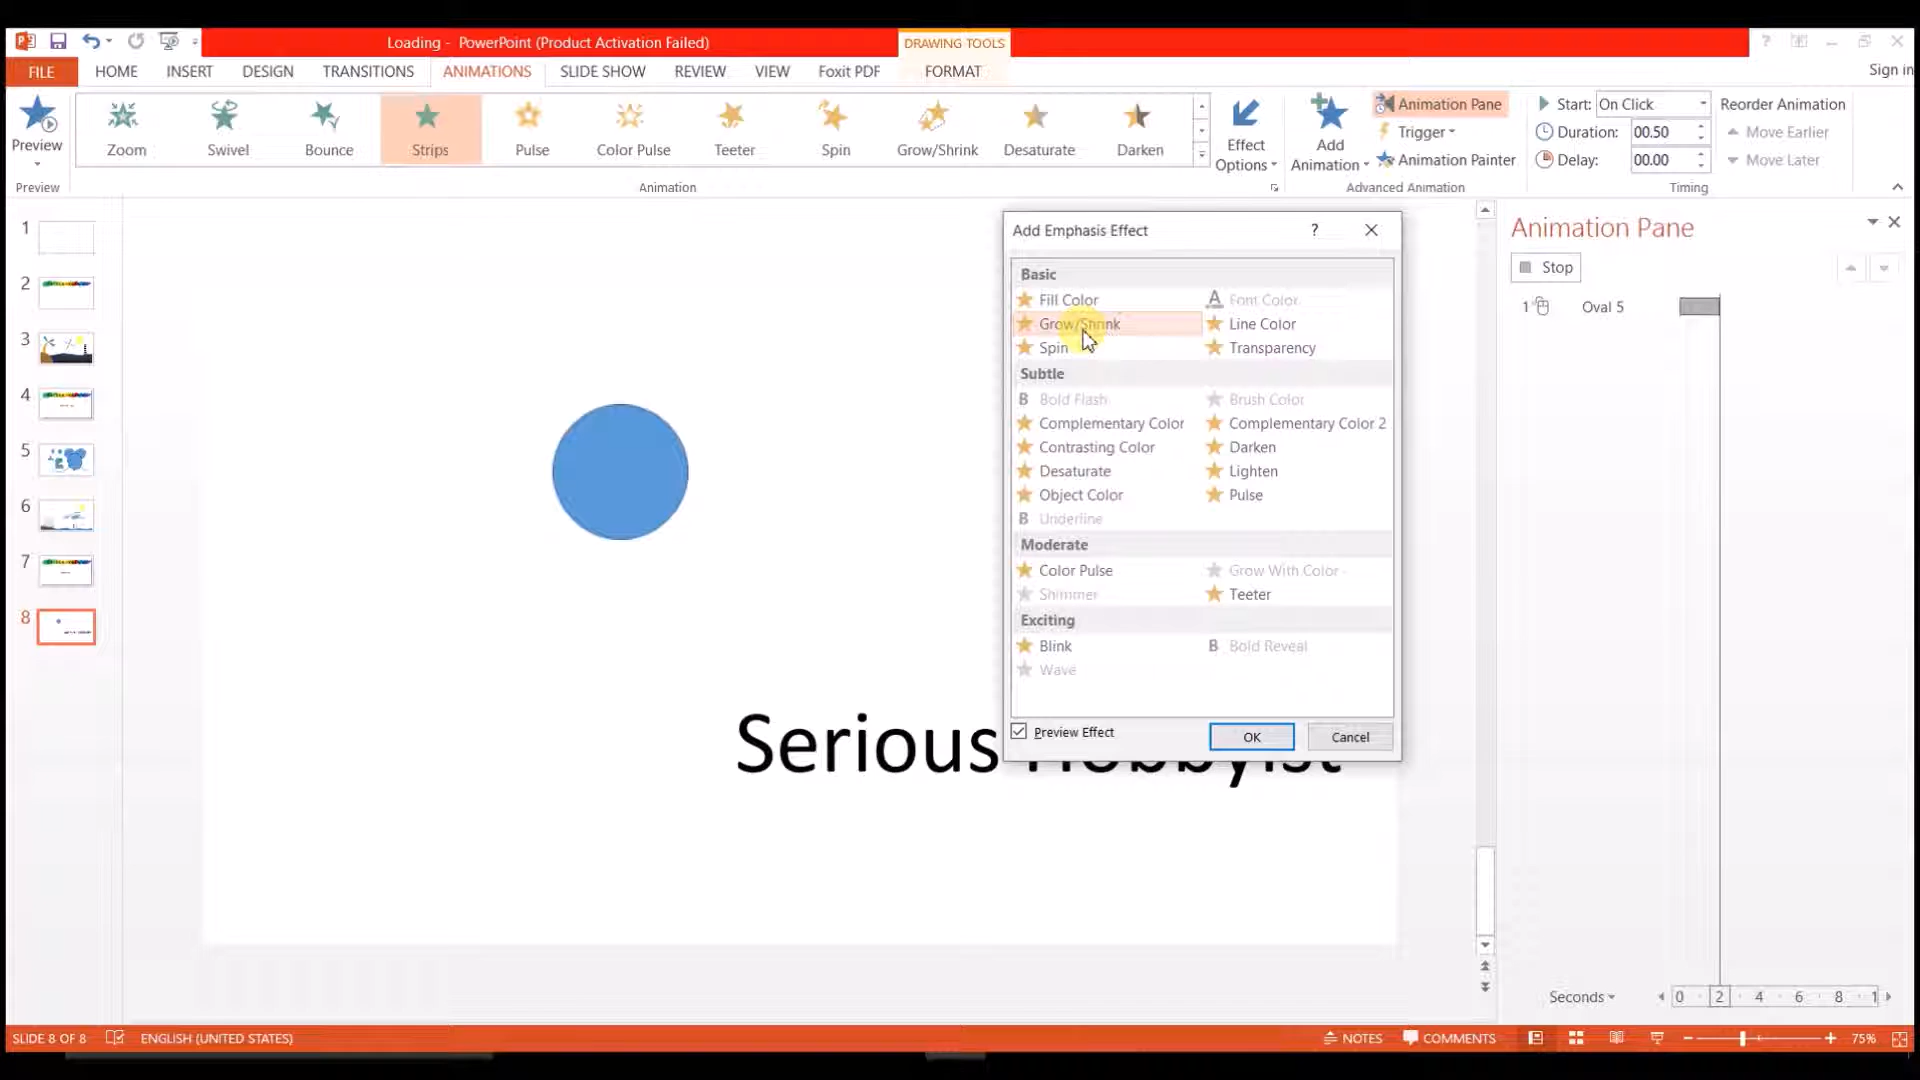 Loading - PowerPoint (Product Activation Failed)
DRAWING TOOLS
?
FILE HOME INSERT DESIGN TRANSITIONS ANIMATIONS SLIDE SHOW REVIEW VIEW Foxit PDF FORMAT Sign in
Preview
Zoom Swivel Bounce Strips Pulse Color Pulse Teeter Spin Grow/Shrink Desaturate Darken
Effect Options
Add Animation
Animation Pane
Trigger
Animation Painter
Start: On Click
Duration: 00.50
Delay: 00.00
Reorder Animation
Move Earlier
Move Later
Preview Animation Advanced Animation Timing
1
2
3
4
5
6
7
8
Serious
Add Emphasis Effect ?
Basic
Fill Color Font Color
Grow/Shrink Line Color
Spin Transparency
Subtle
B Bold Flash Brush Color
Complementary Color Complementary Color 2
Contrasting Color Darken
Desaturate Lighten
Object Color Pulse
B Underline
Moderate
Color Pulse Grow With Color
Shimmer Teeter
Exciting
Blink B Bold Reveal
Wave
Preview Effect OK Cancel
Animation Pane
Stop
1 Oval 5
Seconds 0 2 4 6 8 1
SLIDE 8 OF 8 ENGLISH (UNITED STATES) NOTES COMMENTS 75%